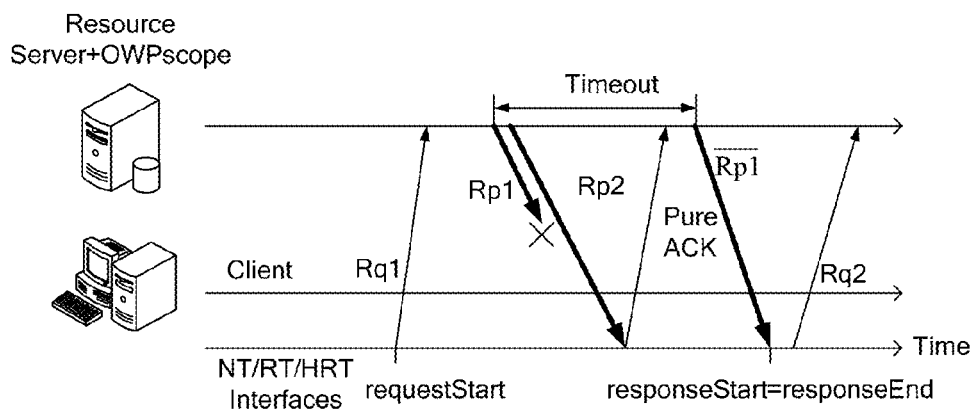 Resource
Server+OWPscope
Timeout
Rp1
Rp2
Rp1
Pure
ACK
Client
Rq1
Rq2
Time
NT/RT/HRT
Interfaces
requestStart
responseStart=responseEnd